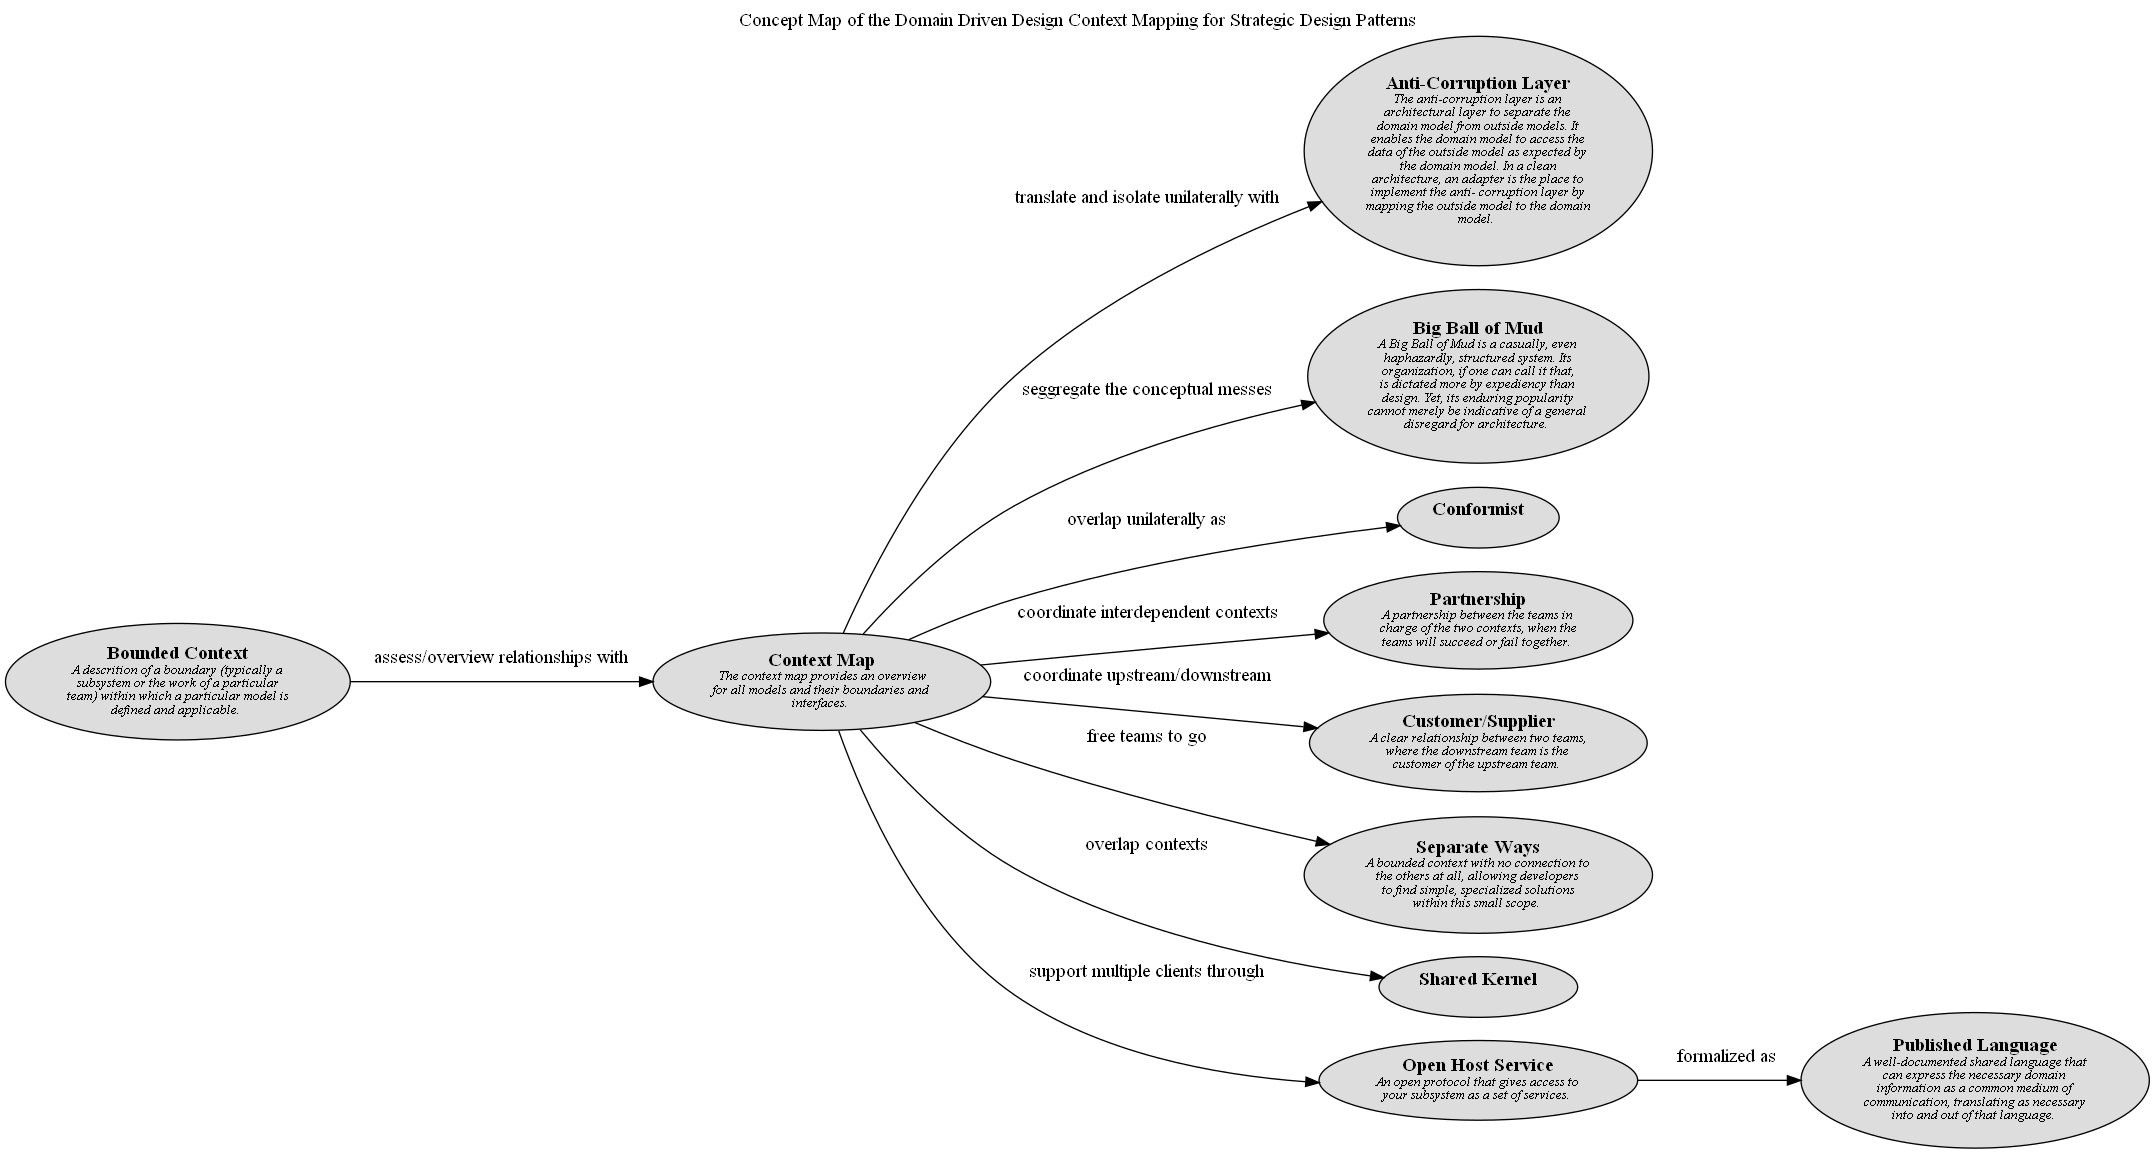 Concept Map of the Domain Driven Design Context Mapping for Strategic Design Patterns
Anti-Corruption Layer
The anti-corruption layer is an
architectural layer to separate the
domain model from outside models. It
enables the domain model to access the
data of the outside model as expected by
the domain model. In a clean
architecture, an adapter is the place to
implement the anti- corruption layer by
mapping the outside model to the domain
model.
translate and isolate unilaterally with
Big Ball of Mud
A Big Ball of Mud is a casually, even
haphazardly, structured system. Its
organization, if one can call it that,
is dictated more by expediency than
design. Yet, its enduring popularity
cannot merely be indicative of a general
disregard for architecture.
seggregate the conceptual messes
Conformist
overlap unilaterally as
Partnership
A partnership between the teams in
charge of the two contexts, when the
teams will succeed or fail together.
coordinate interdependent contexts
Bounded Context
A descrition of a boundary (typically a
subsystem or the work of a particular
team) within which a particular model is
defined and applicable.
assess/overview relationships with
Context Map
The context map provides an overview
for all models and their boundaries and
interfaces.
coordinate upstream/downstream
Customer/Supplier
A clear relationship between two teams,
where the downstream team is the
customer of the upstream team.
free teams to go
Separate Ways
A bounded context with no connection to
the others at all, allowing developers
to find simple, specialized solutions
within this small scope.
overlap contexts
Shared Kernel
support multiple clients through
Open Host Service
An open protocol that gives access to
your subsystem as a set of services.
formalized as
Published Language
A well-documented shared language that
can express the necessary domain
information as a common medium of
communication, translating as necessary
into and out of that language.